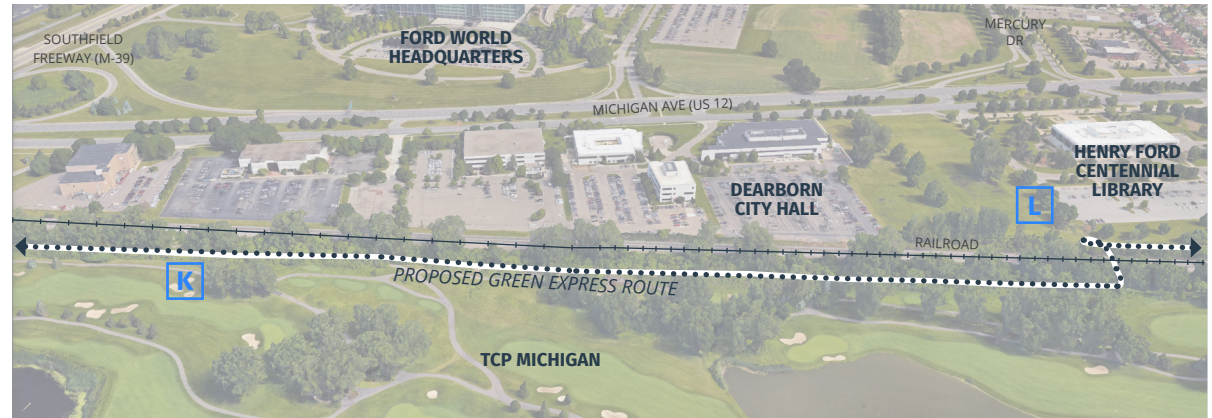 SOUTHFIELD
FREEWAY (M-39)
FORD WORLD
HEADQUARTERS
MERCURY
DR
MICHIGAN AVE (US 12)
HENRY FORD
CENTENNIAL
LIBRARY
DEARBORN
CITY HALL
L
RAILROAD
K
PROPOSED GREEN EXPRESS ROUTE
TCP MICHIGAN